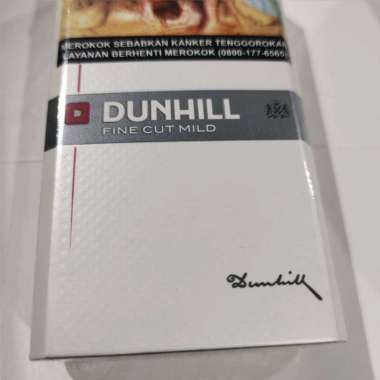 MEROKOK SEBABKAN KANKER TENGGOROKAN
LAYANAN BERHENTI MEROKOK (0800-177-6565)
D DUNHILL
FINE CUT MILD
Dunhill